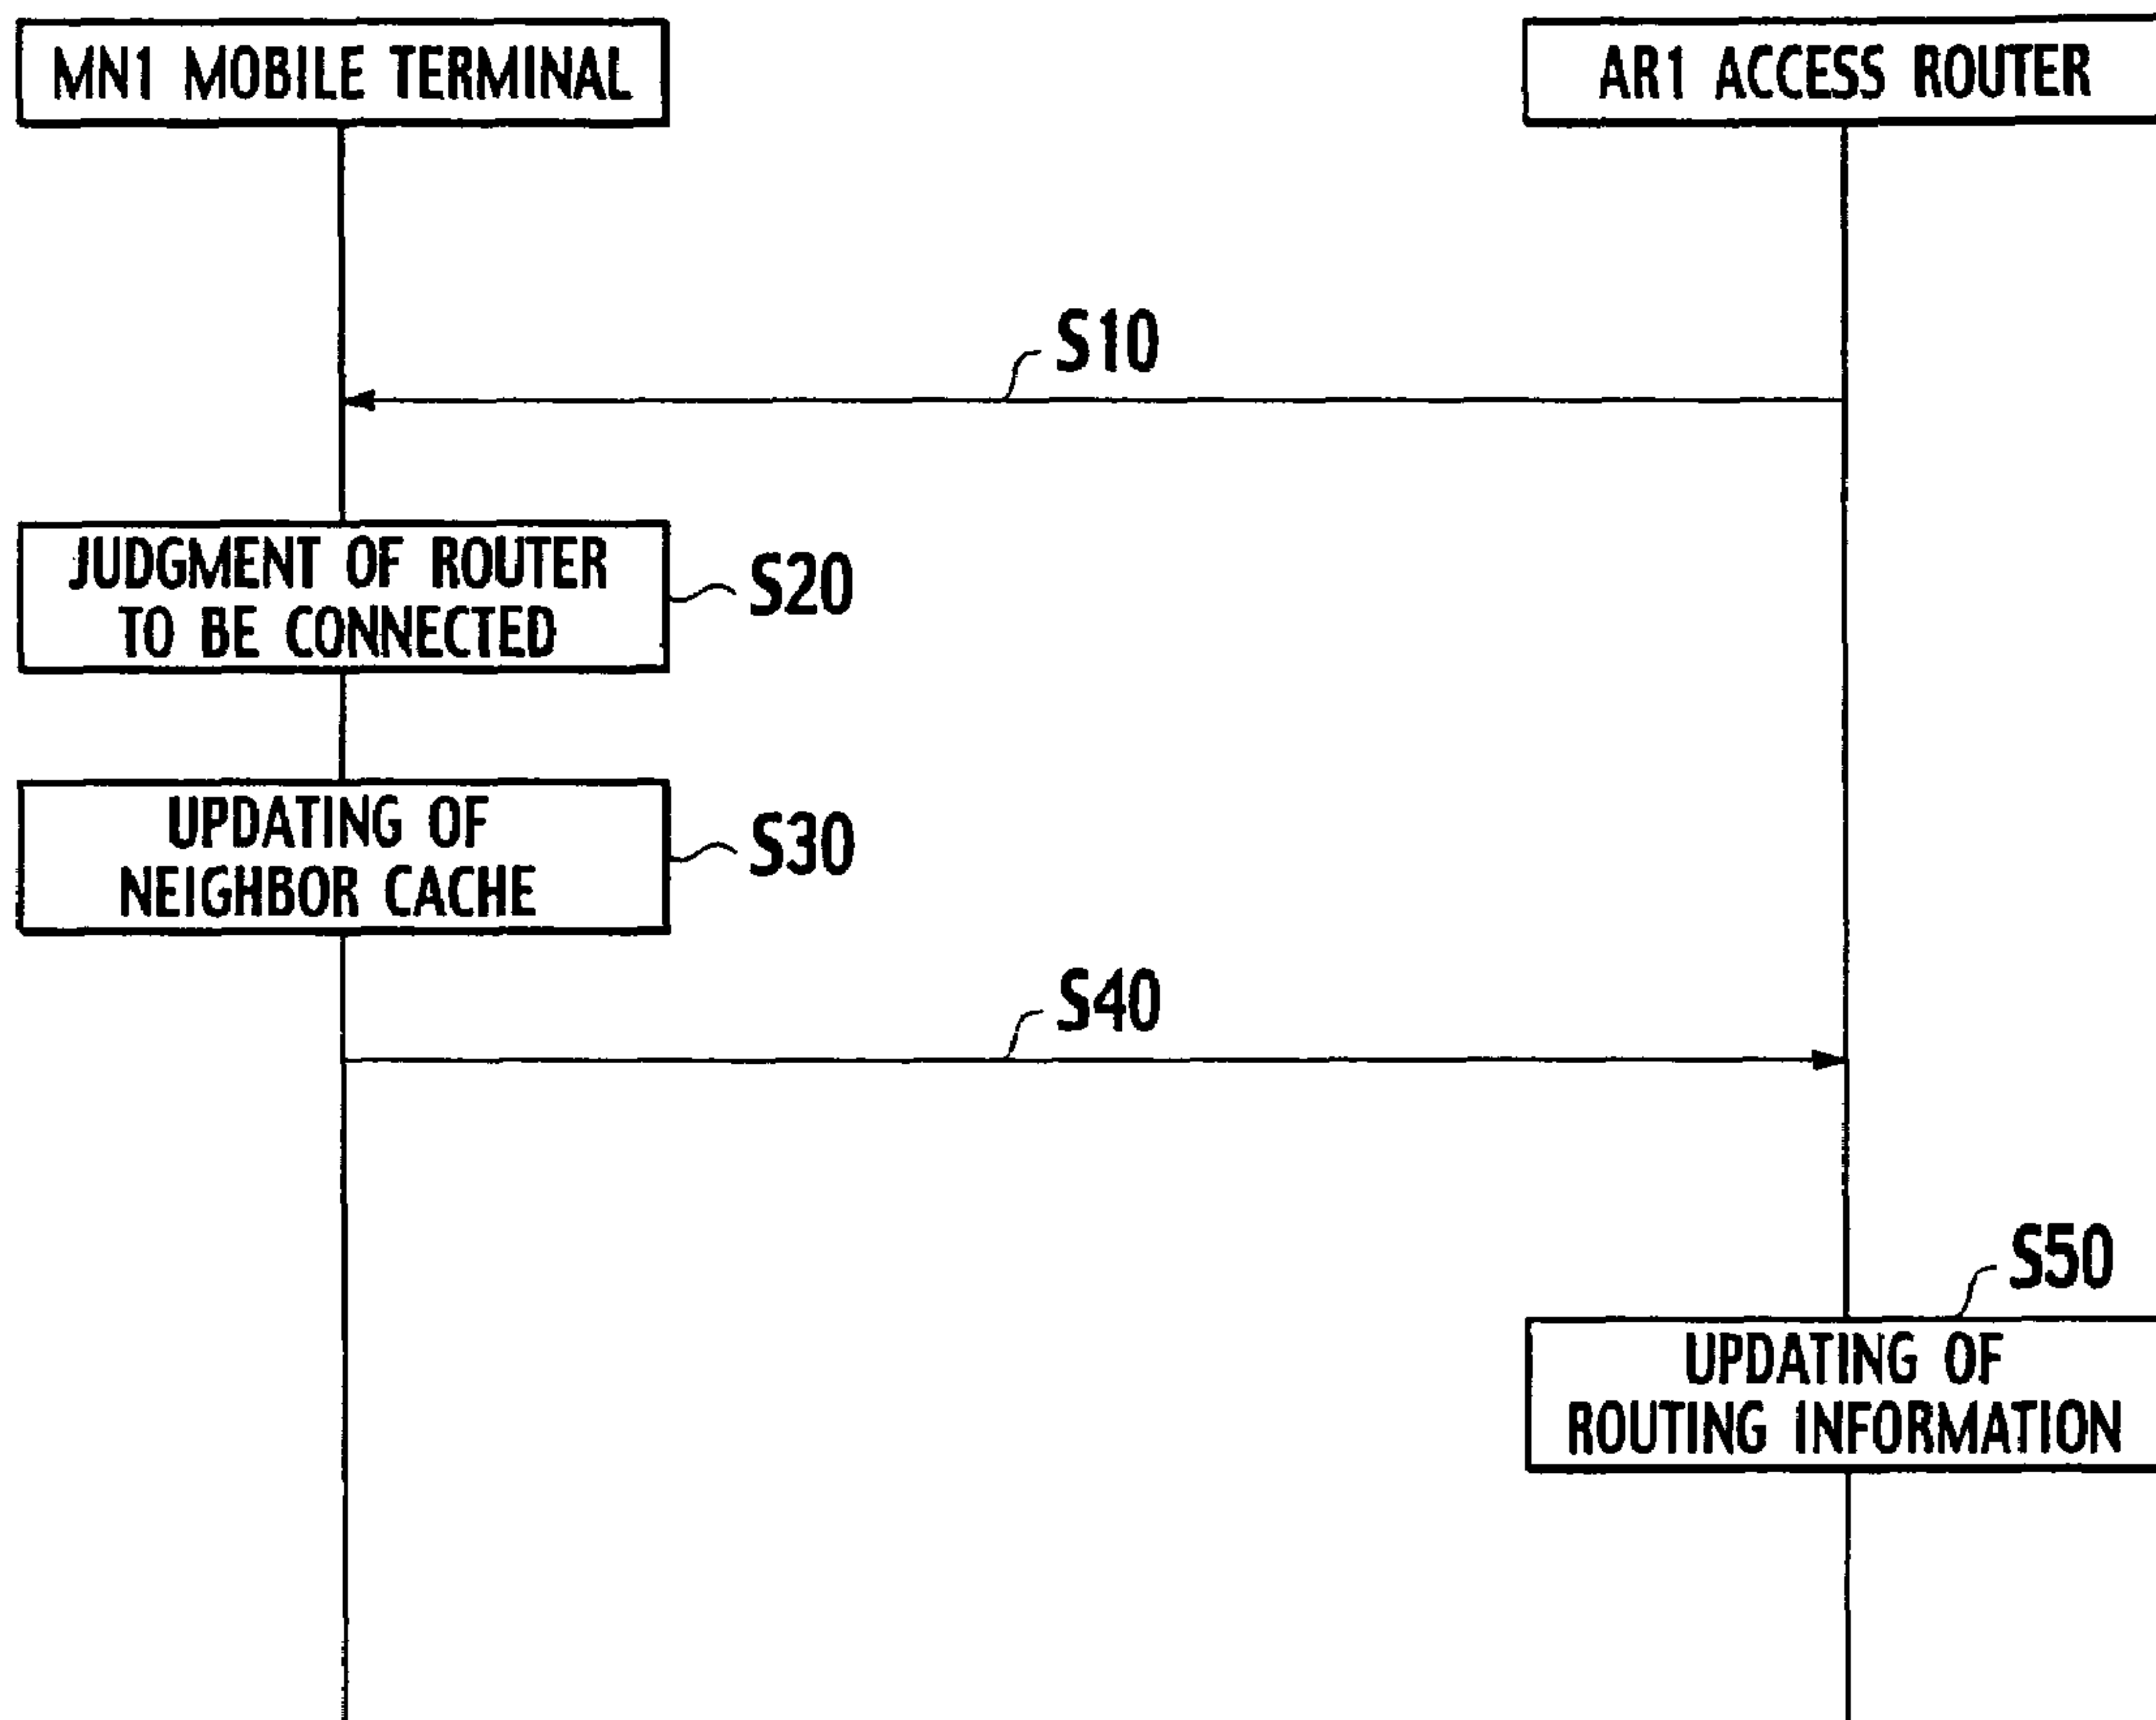 MN1 MOBILE TERMINAL
AR1 ACCESS ROUTER
S10
JUDGMENT OF ROUTER
TO BE CONNECTED
S20
UPDATING OF
NEIGHBOR CACHE
S30
S40
S50
UPDATING OF
ROUTING INFORMATION